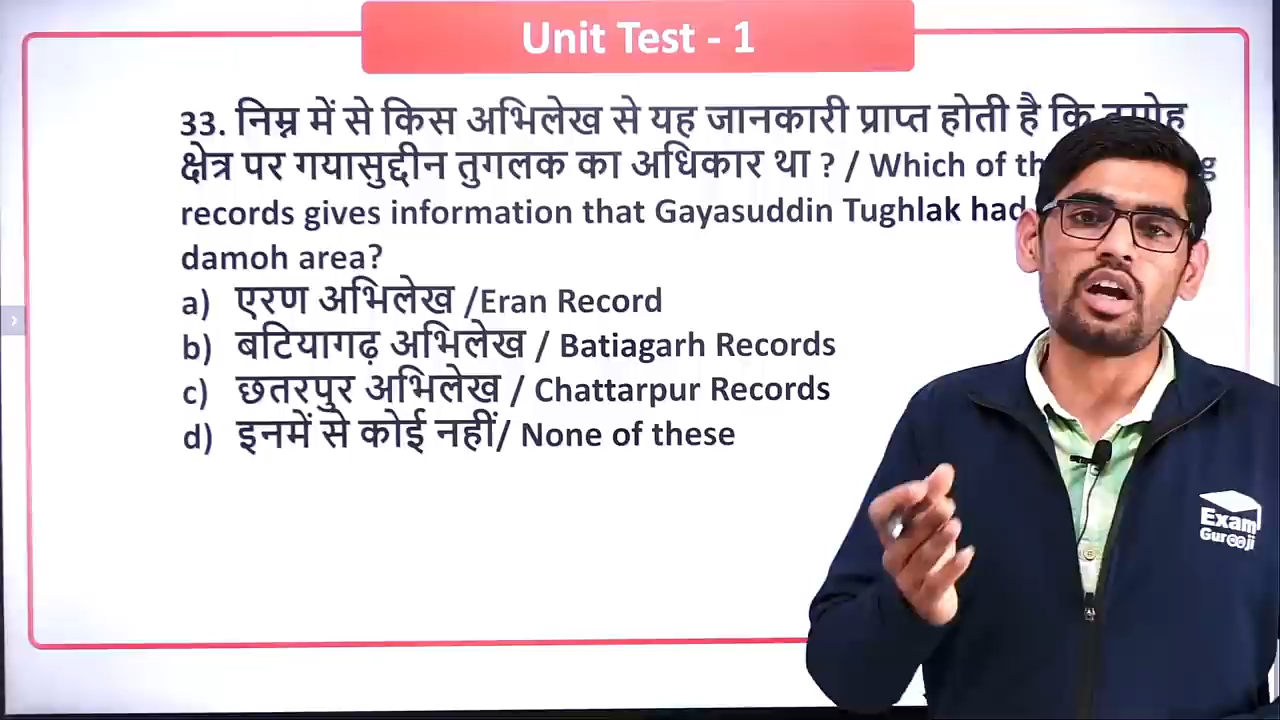 Unit Test - 1
33. निम्न में से किस अभिलेख से यह जानकारी प्राप्त होती है कि
क्षेत्र पर गयासुद्दीन तुगलक का अधिकार था ? / Which of
records gives information that Gayasuddin Tughlak had
damoh area?
a) एरण अभिलेख /Eran Record
b) बटियागढ़ अभिलेख / Batiagarh Records
c) छतरपुर अभिलेख / Chattarpur Records
d) इनमें से कोई नहीं/ None of these
Exam
Gurooji